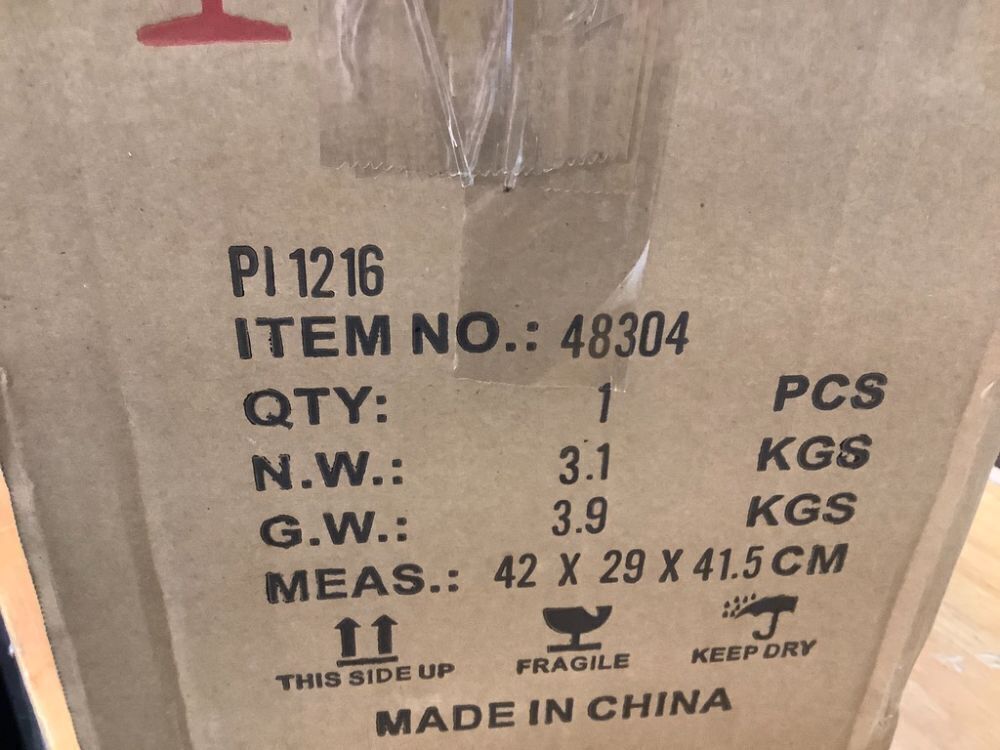 PI 1216
ITEM NO.: 48304
QTY: 1 PCS
N.W.: 3.1 KGS
G.W.: 3.9 KGS
MEAS.: 42 X 29 X 41.5 CM
THIS SIDE UP FRAGILE KEEP DRY
MADE IN CHINA